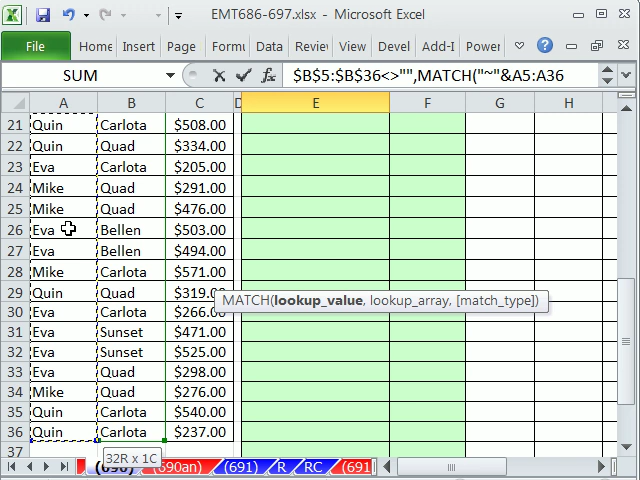 EMT686-697.xlsx - Microsoft Excel
File Home Insert Page Formu Data Review View Devel Add-I Power
SUM $B$5:$B$36<>"",MATCH("~"&A5:A36
A B C D E F G H
21 Quin Carlota $508.00
22 Quin Quad $334.00
23 Eva Carlota $205.00
24 Mike Quad $291.00
25 Mike Quad $476.00
26 Eva Bellen $503.00
27 Eva Bellen $494.00
28 Mike Carlota $571.00
29 Quin Quad $319.00
MATCH(lookup_value, lookup_array, [match_type])
30 Eva Carlota $266.00
31 Eva Sunset $471.00
32 Eva Sunset $525.00
33 Eva Quad $298.00
34 Mike Quad $276.00
35 Quin Carlota $540.00
36 Quin Carlota $237.00
37
32R x 1C
(690) (690an) (691) R RC (691